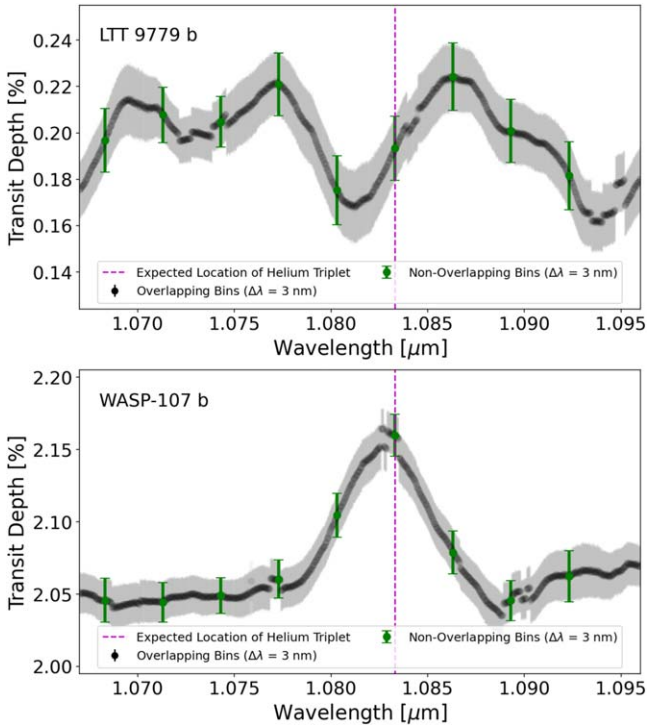 LTT 9779 b
Transit Depth [%]
0.24
0.22
0.20
0.18
0.16
0.14
Expected Location of Helium Triplet
Overlapping Bins (Δλ = 3 nm)
Non-Overlapping Bins (Δλ = 3 nm)
1.070 1.075 1.080 1.085 1.090 1.095
Wavelength [μm]
WASP-107 b
Transit Depth [%]
2.20
2.15
2.10
2.05
2.00
Expected Location of Helium Triplet
Overlapping Bins (Δλ = 3 nm)
Non-Overlapping Bins (Δλ = 3 nm)
1.070 1.075 1.080 1.085 1.090 1.095
Wavelength [μm]